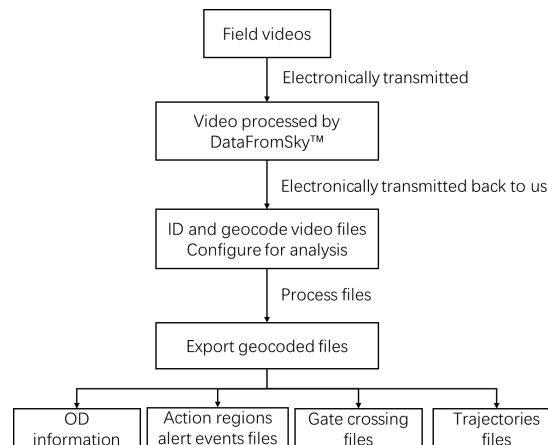 Field videos
Electronically transmitted
Video processed by
DataFromSky™
Electronically transmitted back to us
ID and geocode video files
Configure for analysis
Process files
Export geocoded files
OD
information
Action regions
alert events files
Gate crossing
files
Trajectories
files